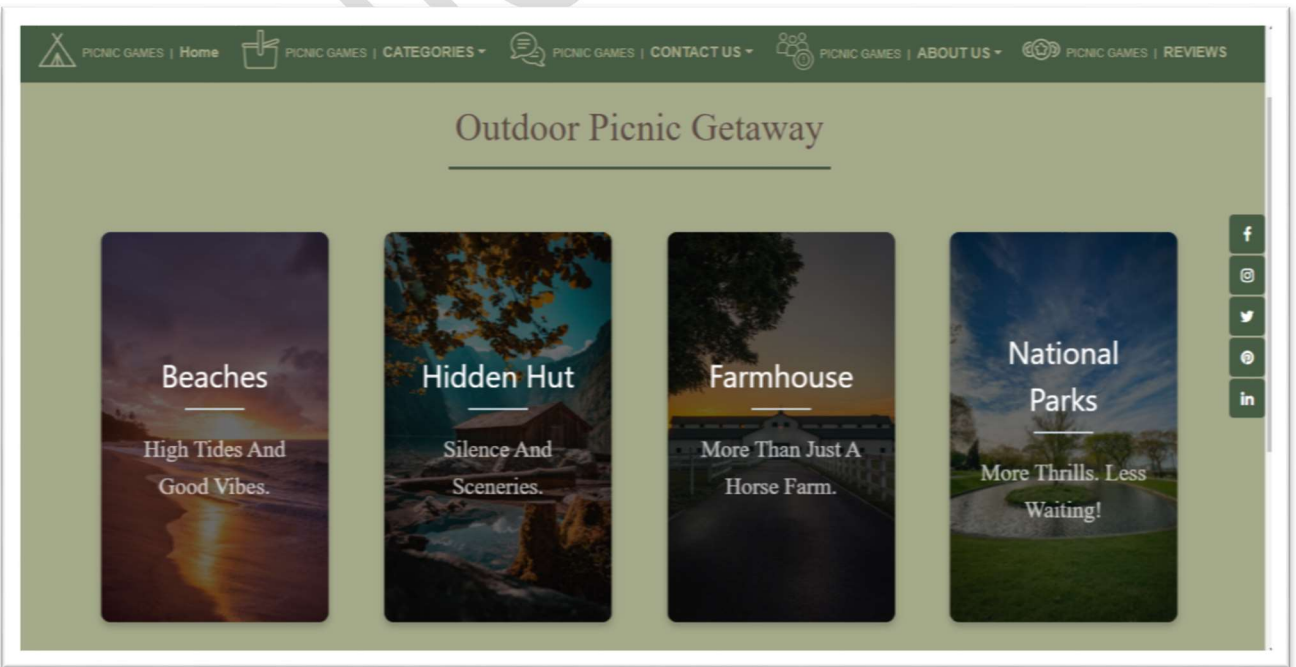 PICNIC GAMES | Home PICNIC GAMES | CATEGORIES PICNIC GAMES | CONTACT US PICNIC GAMES | ABOUT US PICNIC GAMES | REVIEWS
Outdoor Picnic Getaway
Beaches
High Tides And
Good Vibes.
Hidden Hut
Silence And
Sceneries.
Farmhouse
More Than Just A
Horse Farm.
National
Parks
More Thrills. Less
Waiting!